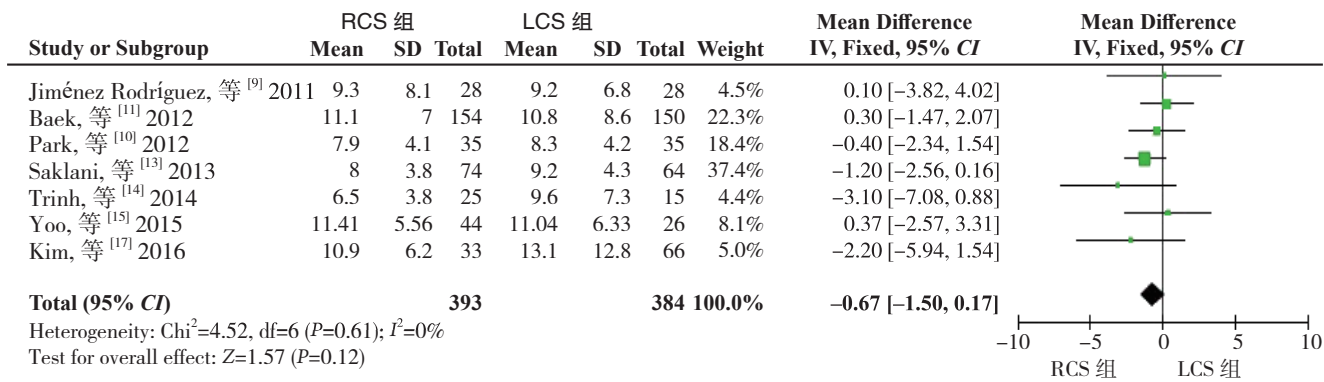 RCS 组 LCS 组 Mean Difference Mean Difference
Study or Subgroup Mean SD Total Mean SD Total Weight IV, Fixed, 95% CI IV, Fixed, 95% CI
Jiménez Rodríguez, 等 [9] 2011 9.3 8.1 28 9.2 6.8 28 4.5% 0.10 [−3.82, 4.02]
Baek, 等 [11] 2012 11.1 7 154 10.8 8.6 150 22.3% 0.30 [−1.47, 2.07]
Park, 等 [10] 2012 7.9 4.1 35 8.3 4.2 35 18.4% −0.40 [−2.34, 1.54]
Saklani, 等 [13] 2013 8 3.8 74 9.2 4.3 64 37.4% −1.20 [−2.56, 0.16]
Trinh, 等 [14] 2014 6.5 3.8 25 9.6 7.3 15 4.4% −3.10 [−7.08, 0.88]
Yoo, 等 [15] 2015 11.41 5.56 44 11.04 6.33 26 8.1% 0.37 [−2.57, 3.31]
Kim, 等 [17] 2016 10.9 6.2 33 13.1 12.8 66 5.0% −2.20 [−5.94, 1.54]
Total (95% CI) 393 384 100.0% −0.67 [−1.50, 0.17]
Heterogeneity: Chi²=4.52, df=6 (P=0.61); I²=0%
Test for overall effect: Z=1.57 (P=0.12)
−10 −5 0 5 10
RCS 组 LCS 组